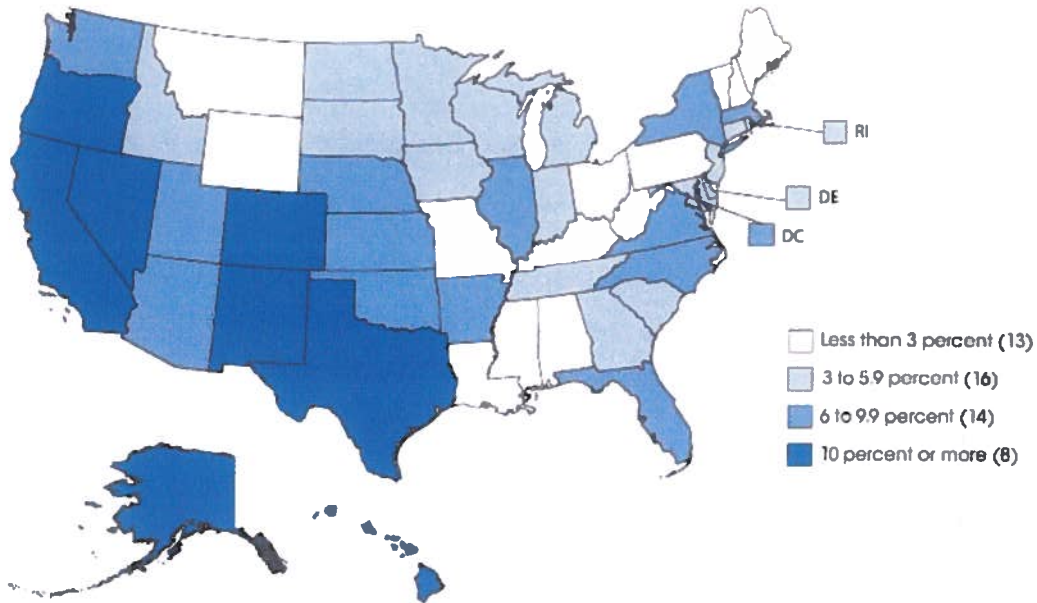 RI
DE
DC
Less than 3 percent (13)
3 to 5.9 percent (16)
6 to 9.9 percent (14)
10 percent or more (8)